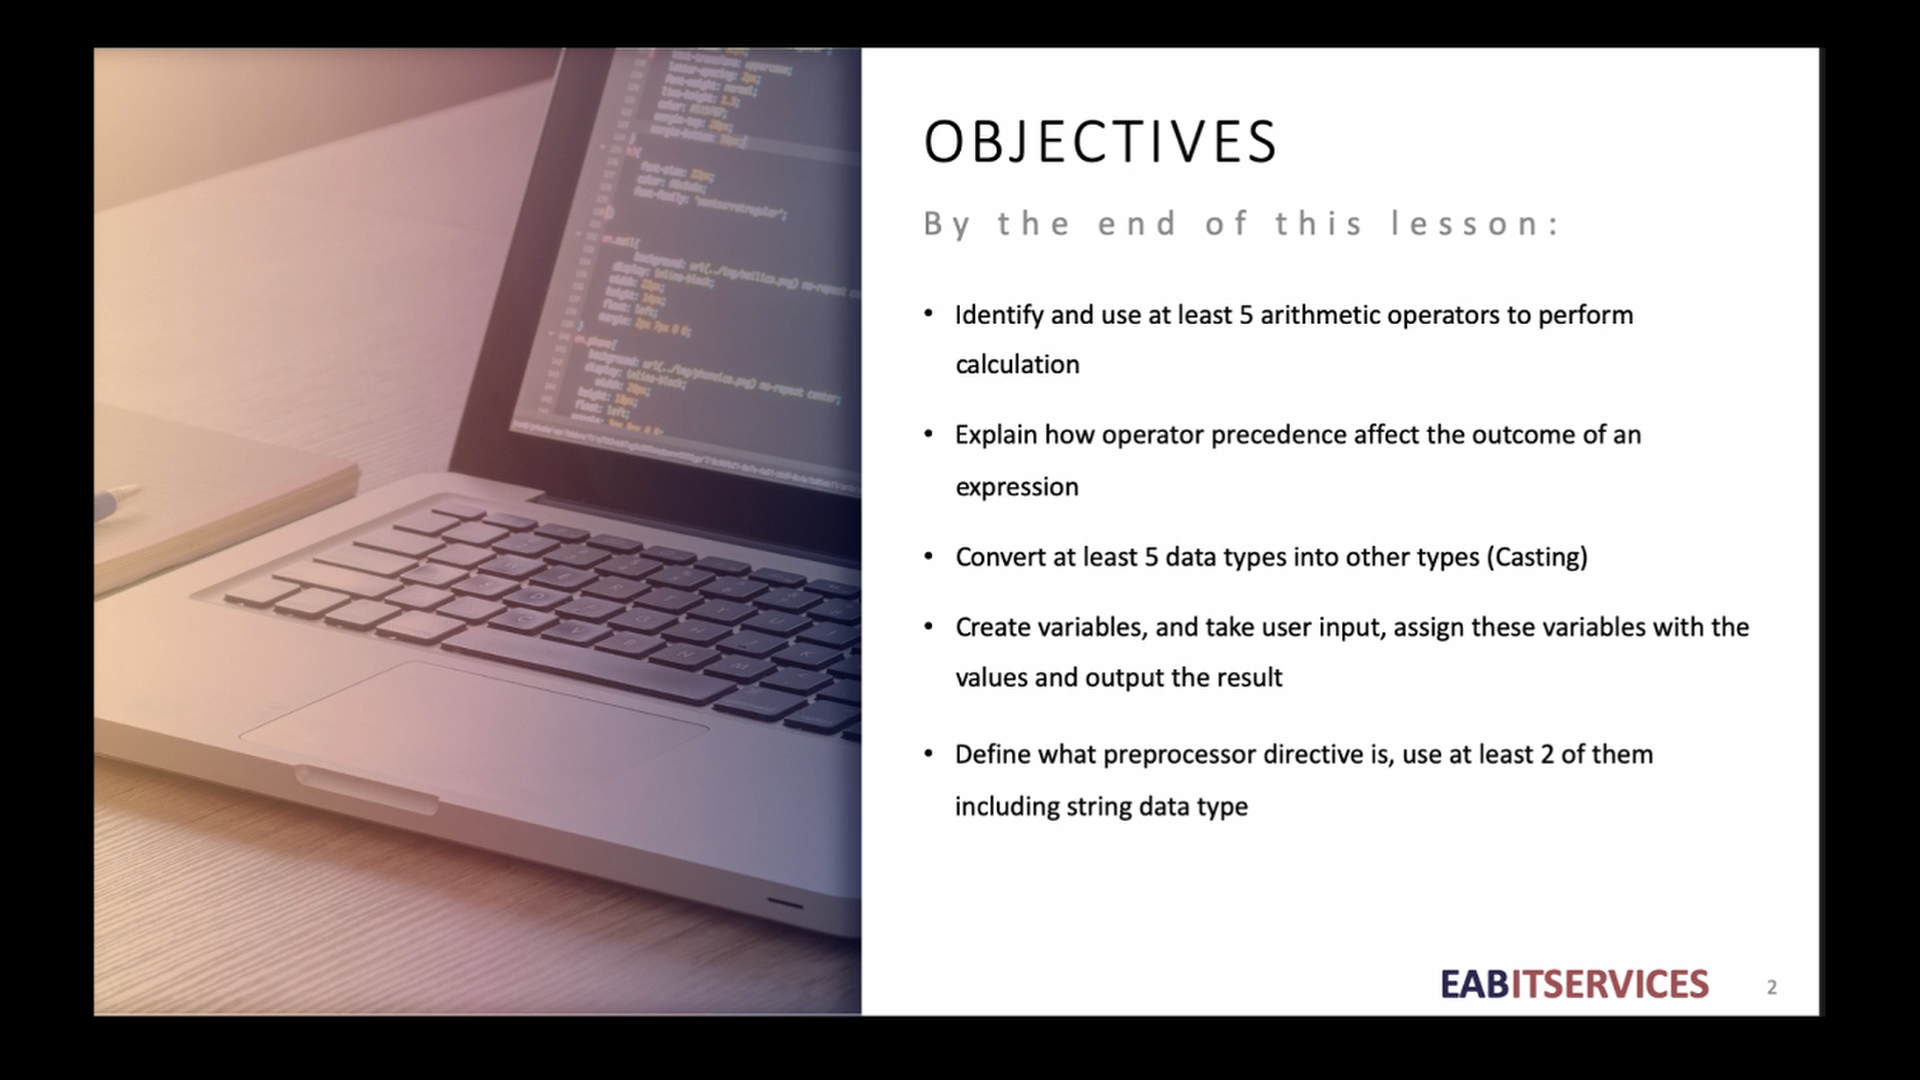 OBJECTIVES
By the end of this lesson:
• Identify and use at least 5 arithmetic operators to perform
calculation
• Explain how operator precedence affect the outcome of an
expression
• Convert at least 5 data types into other types (Casting)
• Create variables, and take user input, assign these variables with the
values and output the result
• Define what preprocessor directive is, use at least 2 of them
including string data type
EABITSERVICES
2